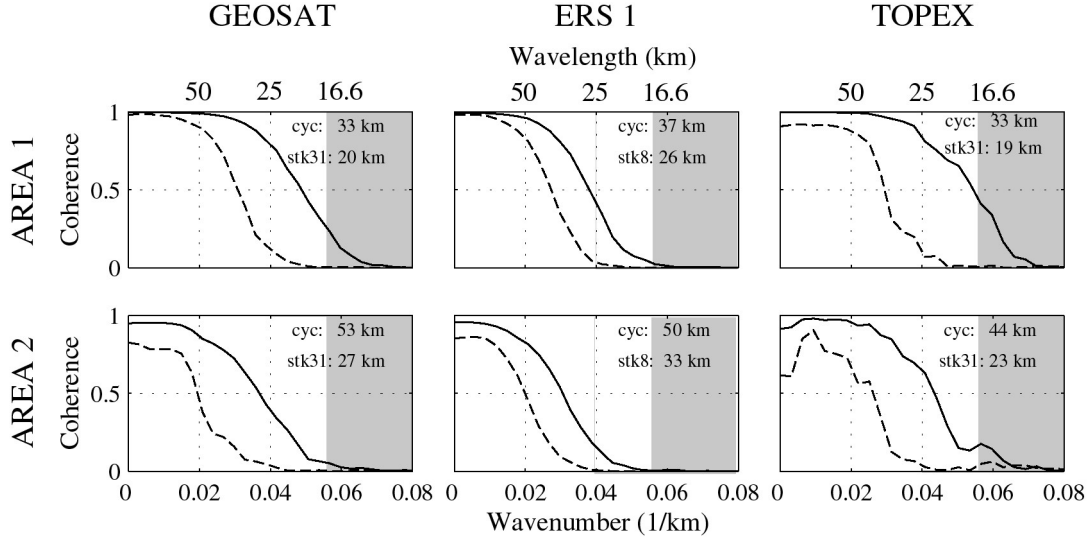 GEOSAT ERS 1 TOPEX
Wavelength (km)
50 25 16.6 50 25 16.6 50 25 16.6
AREA 1
Coherence
1
0.5
0
cyc: 33 km
stk31: 20 km
cyc: 37 km
stk8: 26 km
cyc: 33 km
stk31: 19 km
AREA 2
Coherence
1
0.5
0
cyc: 53 km
stk31: 27 km
cyc: 50 km
stk8: 33 km
cyc: 44 km
stk31: 23 km
0 0.02 0.04 0.06 0.08 0 0.02 0.04 0.06 0.08 0 0.02 0.04 0.06 0.08
Wavenumber (1/km)